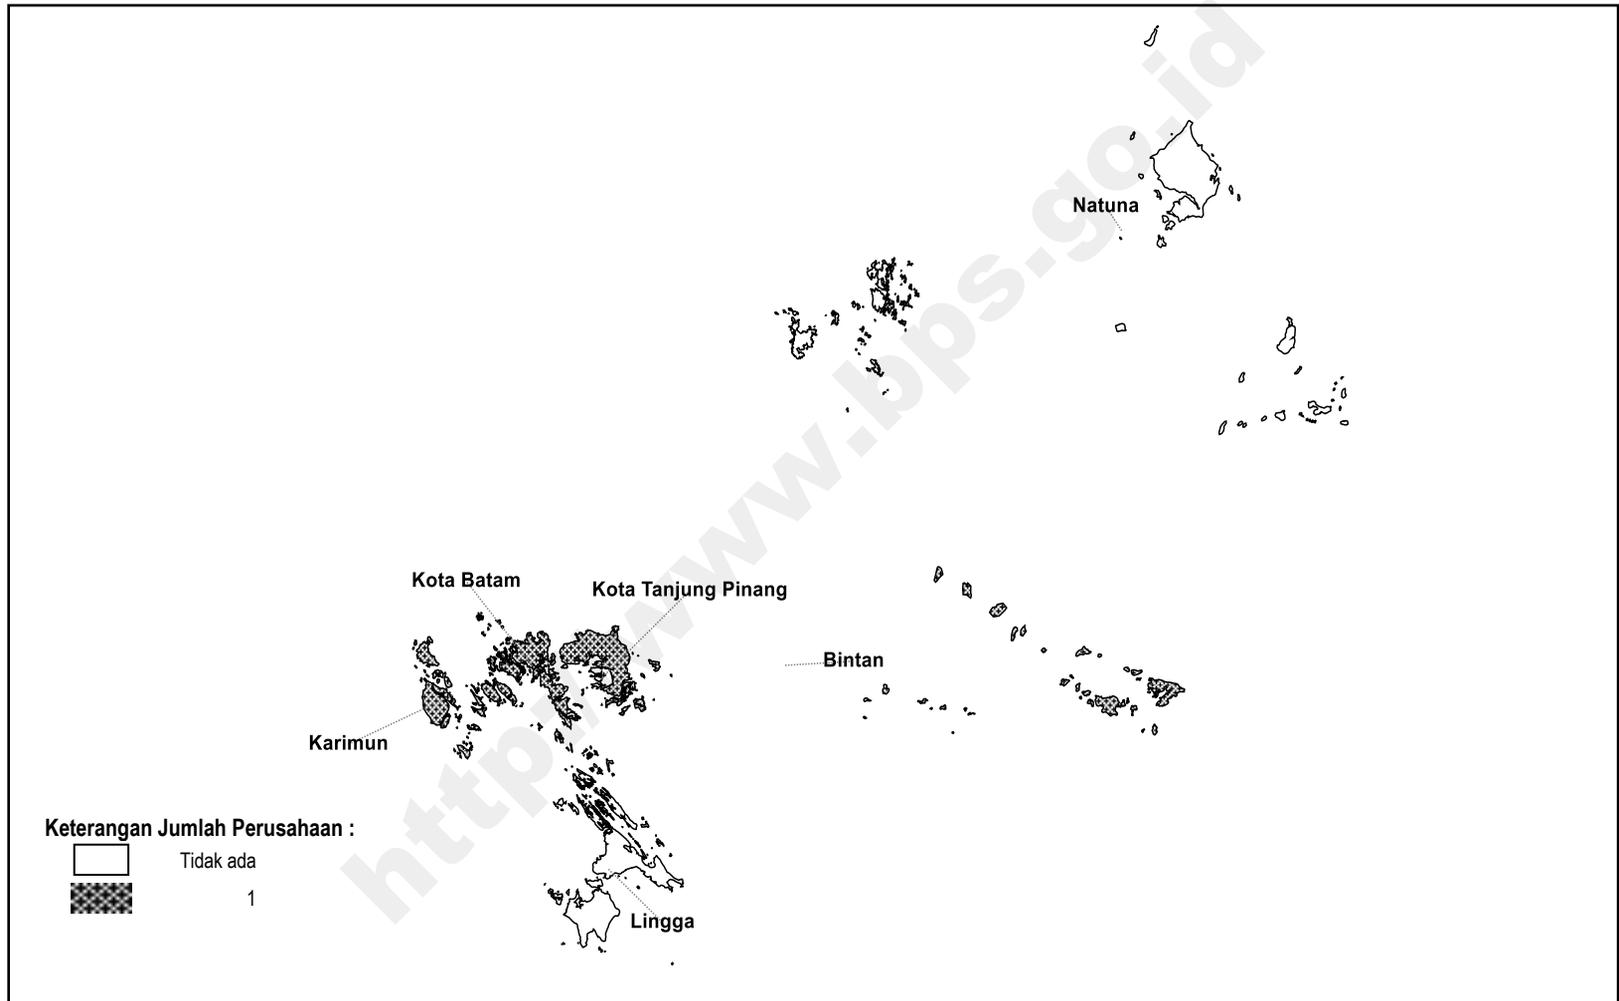 Natuna
Kota Batam
Kota Tanjung Pinang
Bintan
Karimun
Keterangan Jumlah Perusahaan :
Tidak ada
1
Lingga
http://www.bps.go.id